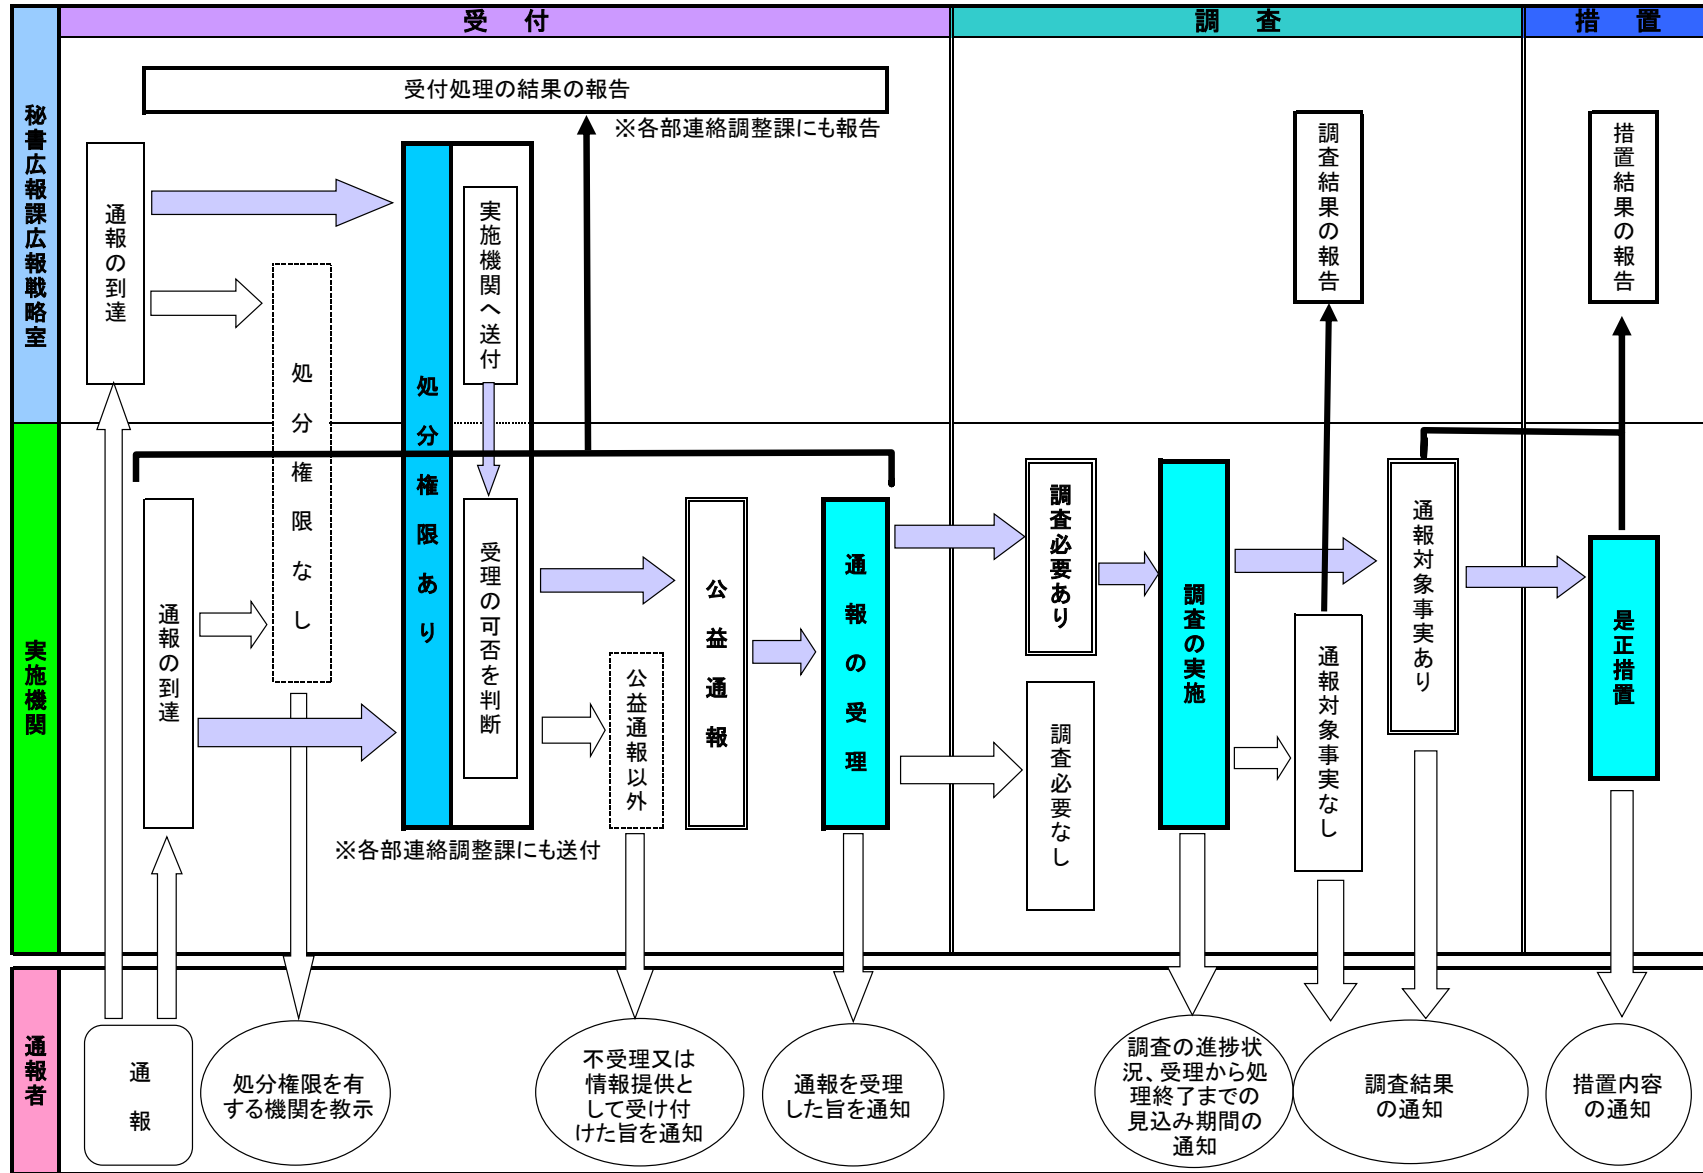 受　付
調　査
措　置
秘書広報課広報戦略室
受付処理の結果の報告
※各部連絡調整課にも報告
通報の到達
実施機関へ送付
処分権限なし
処分権限あり
調査結果の報告
措置結果の報告
実施機関
通報の到達
受理の可否を判断
公益通報以外
公益通報
通報の受理
調査必要あり
調査必要なし
調査の実施
通報対象事実なし
通報対象事実あり
是正措置
※各部連絡調整課にも送付
通報者
通
報
処分権限を有
する機関を教示
不受理又は
情報提供と
して受け付
けた旨を通知
通報を受理
した旨を通知
調査の進捗状
況、受理から処
理終了までの
見込み期間の
通知
調査結果
の通知
措置内容
の通知